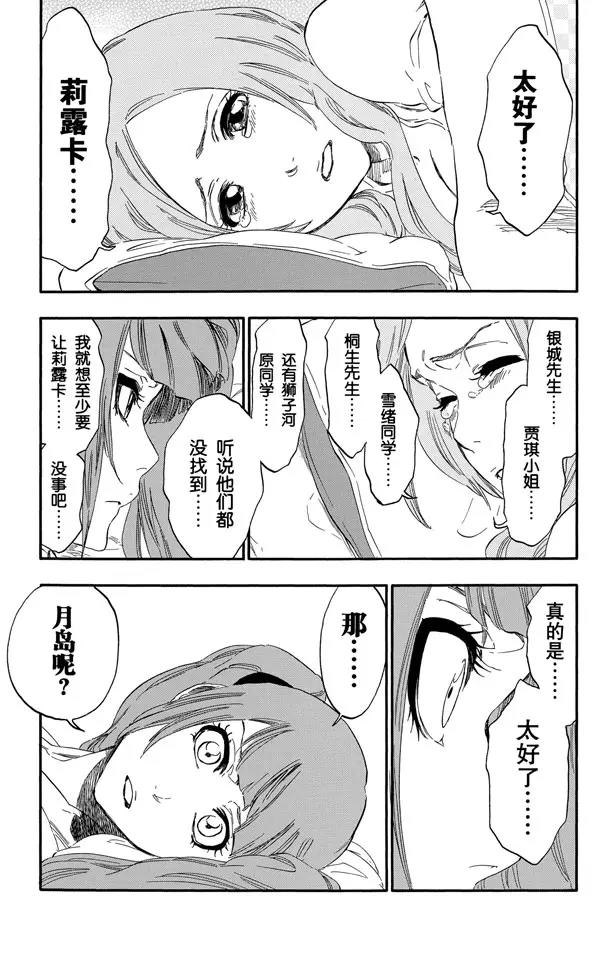 太好了……
莉露卡……
银城先生…
贾琪小姐…
桐生先生…
雪绪同学…
还有狮子河
原同学…
听说他们都
没找到……
我就想至少要
让莉露卡……
没事吧……
真的是……
太好了……
那……
月岛呢？